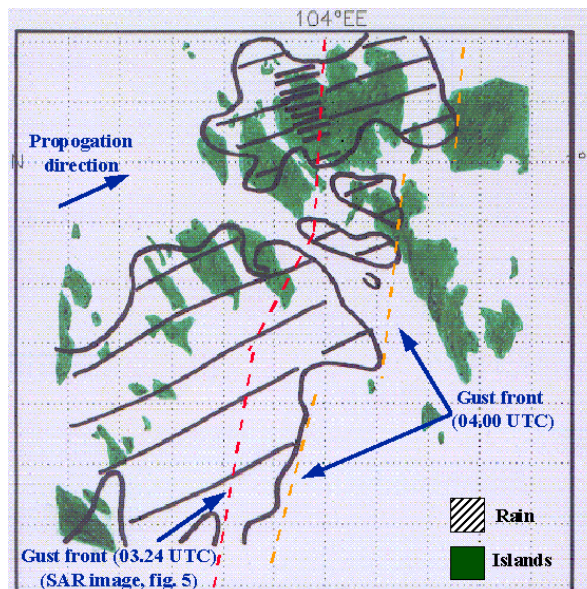 104°EE
Propogation
direction
N
Gust front
(04.00 UTC)
Rain
Gust front (03.24 UTC)
(SAR image, fig. 5)
Islands